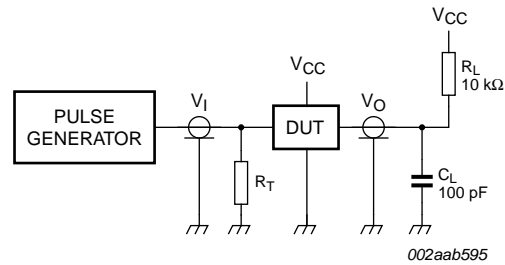 VCC
RL
10 kΩ
VCC
PULSE
GENERATOR
VI
DUT
VO
RT
CL
100 pF
002aab595